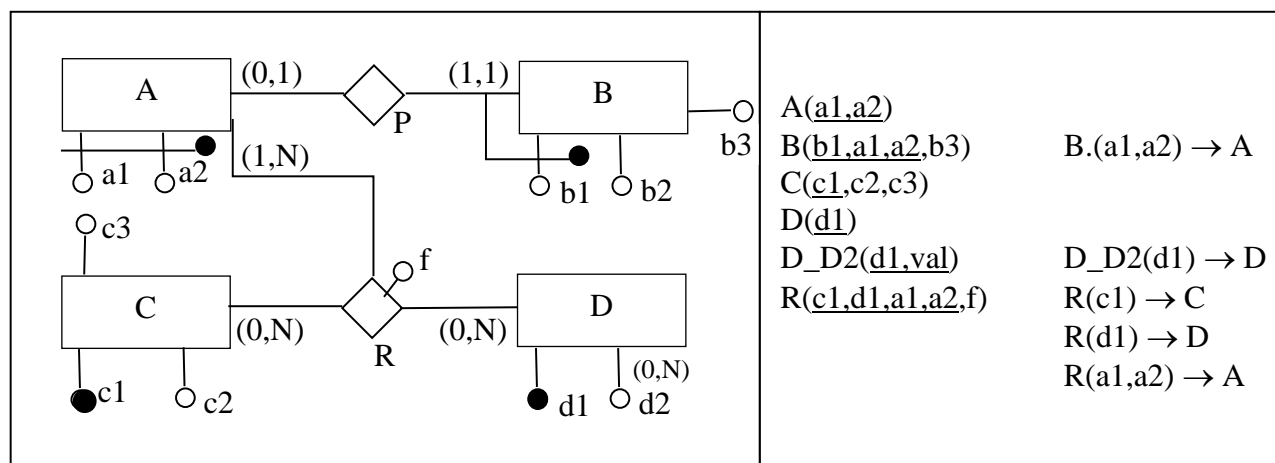 A
(0,1)
P
(1,1)
B
b3
a1
a2
(1,N)
b1
b2
c3
f
C
(0,N)
R
(0,N)
D
(0,N)
c1
c2
d1
d2
A(a1,a2)
B(b1,a1,a2,b3) B.(a1,a2) → A
C(c1,c2,c3)
D(d1)
D_D2(d1,val) D_D2(d1) → D
R(c1,d1,a1,a2,f) R(c1) → C
R(d1) → D
R(a1,a2) → A